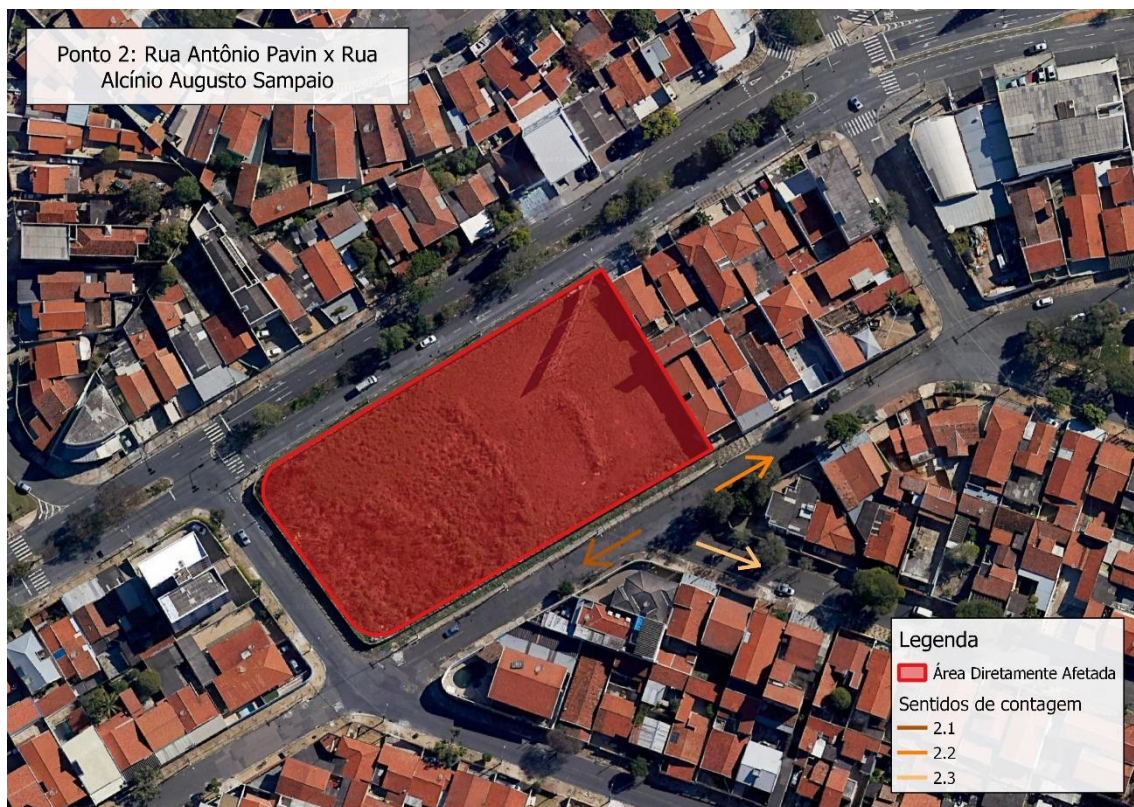 Ponto 2: Rua Antônio Pavin x Rua
Alcínio Augusto Sampaio
Legenda
Área Diretamente Afetada
Sentidos de contagem
2.1
2.2
2.3